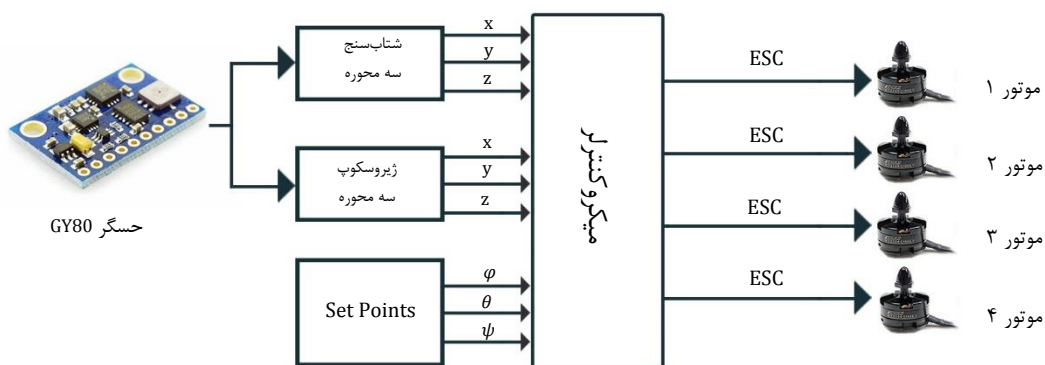 حسگر GY80
شتاب‌سنج
سه محوره
x
y
z
ژیروسکوپ
سه محوره
x
y
z
Set Points
φ
θ
ψ
میکروکنترلر
ESC
موتور ۱
ESC
موتور ۲
ESC
موتور ۳
ESC
موتور ۴